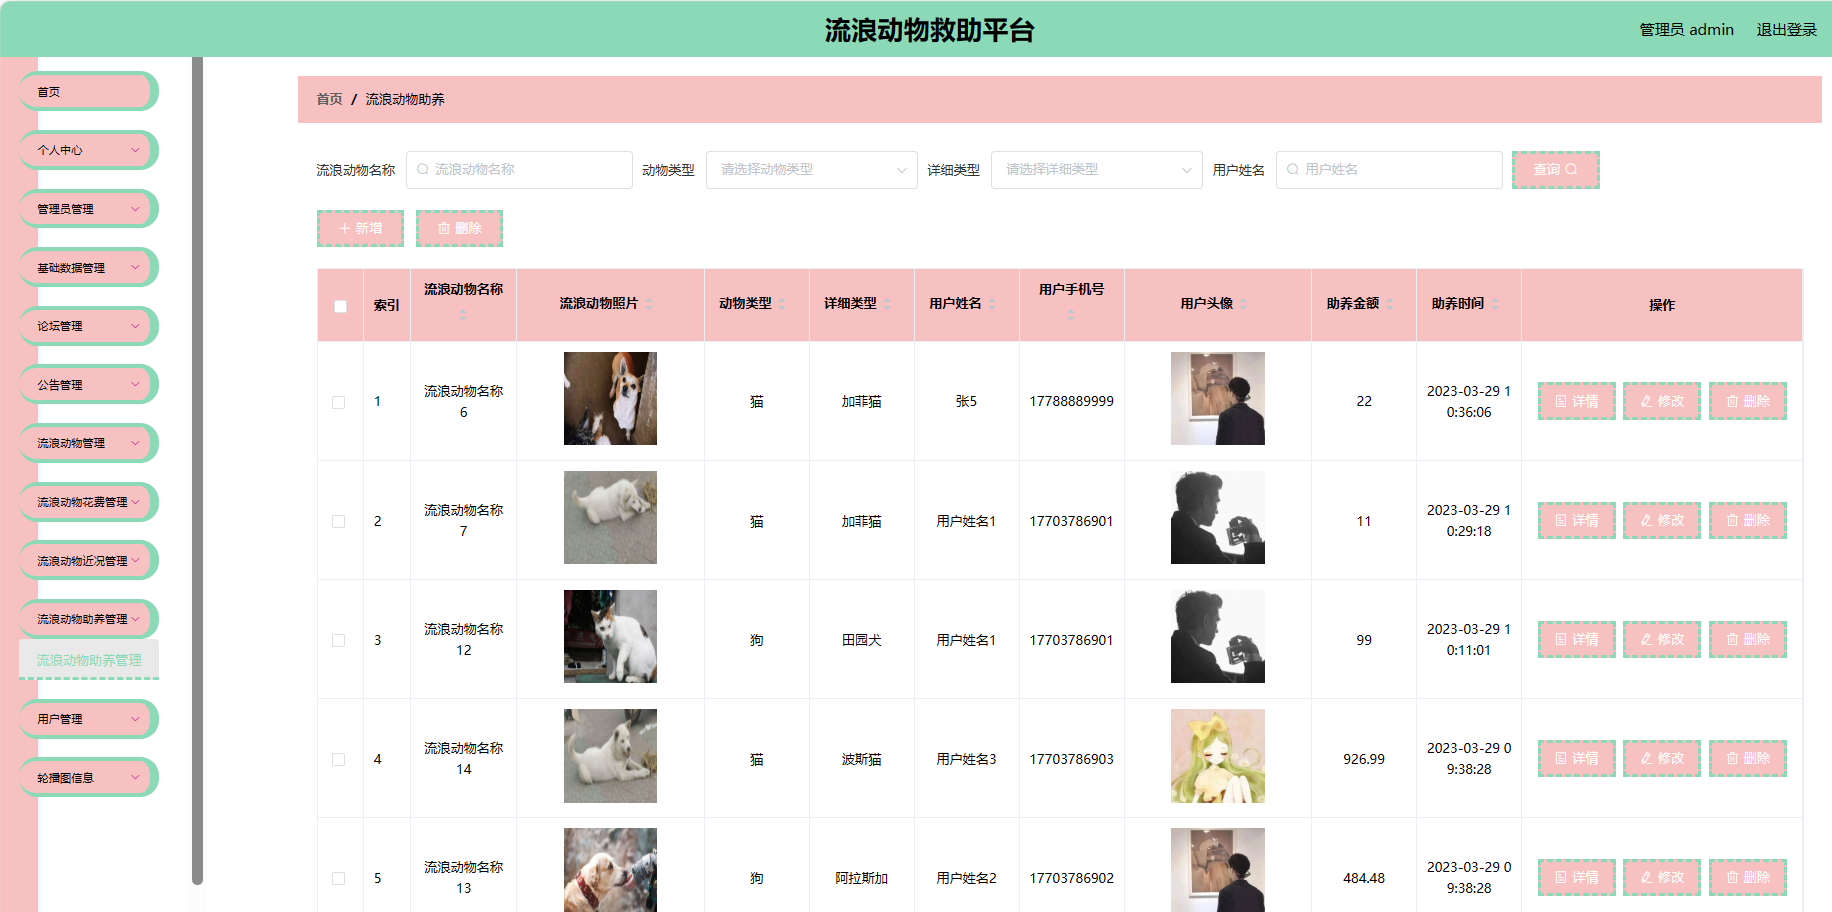 流浪动物救助平台
管理员 admin 退出登录
首页
个人中心
管理员管理
基础数据管理
论坛管理
公告管理
流浪动物管理
流浪动物花费管理
流浪动物近况管理
流浪动物助养管理
流浪动物助养管理
用户管理
轮播图信息
首页 / 流浪动物助养
流浪动物名称 流浪动物名称 动物类型 请选择动物类型 详细类型 请选择详细类型 用户姓名 用户姓名 查询
新增 删除
索引 流浪动物名称 流浪动物照片 动物类型 详细类型 用户姓名 用户手机号 用户头像 助养金额 助养时间 操作
1 流浪动物名称 猫 加菲猫 张5 17788889999 22 2023-03-29 1 详情 修改 删除
6 0:36:06
2 流浪动物名称 猫 加菲猫 用户姓名1 17703786901 11 2023-03-29 1 详情 修改 删除
7 0:29:18
3 流浪动物名称 狗 田园犬 用户姓名1 17703786901 99 2023-03-29 1 详情 修改 删除
12 0:11:01
4 流浪动物名称 猫 波斯猫 用户姓名3 17703786903 926.99 2023-03-29 0 详情 修改 删除
14 9:38:28
5 流浪动物名称 狗 阿拉斯加 用户姓名2 17703786902 484.48 2023-03-29 0 详情 修改 删除
13 9:38:28